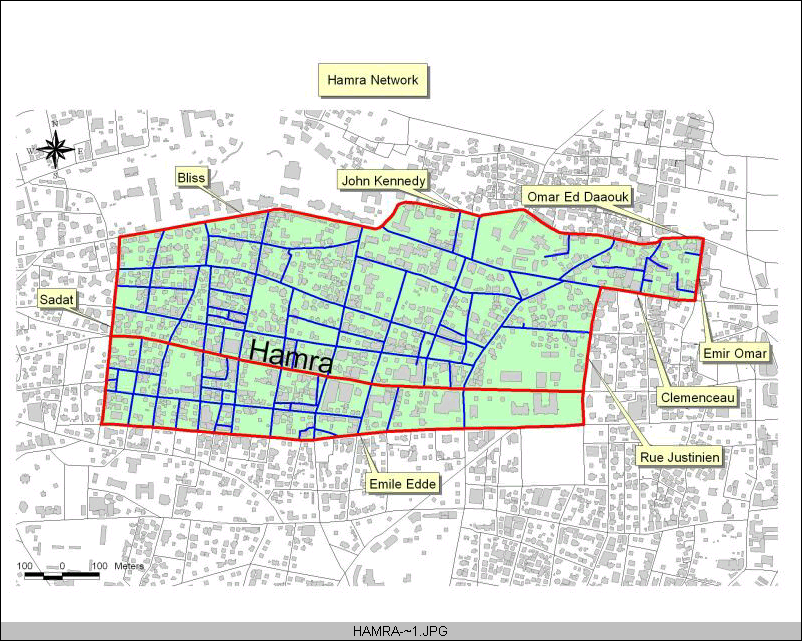 Hamra Network
N
W E
S
Bliss
John Kennedy
Omar Ed Daaouk
Sadat
Hamra
Emir Omar
Clemenceau
Rue Justinien
Emile Edde
100 0 100 Meters
HAMRA-~1.JPG